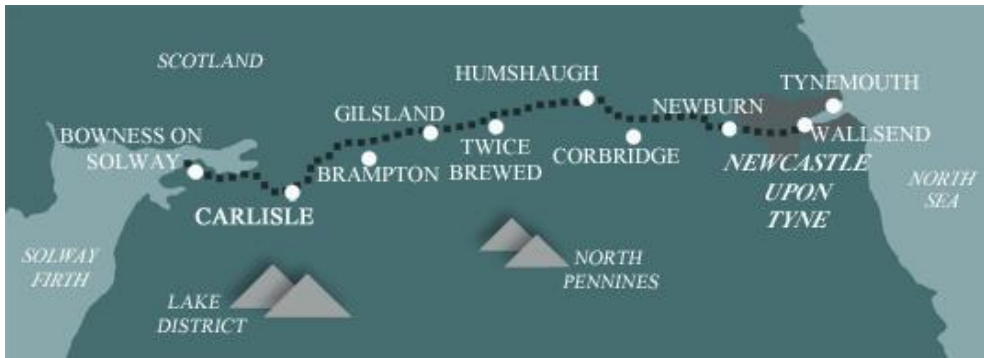 SCOTLAND
HUMSHAUGH
TYNEMOUTH
GILSLAND
NEWBURN
BOWNESS ON
SOLWAY
TWICE
BREWED
CORBRIDGE
WALLSEND
BRAMPTON
NEWCASTLE
UPON
TYNE
NORTH
SEA
CARLISLE
SOLWAY
FIRTH
NORTH
PENNINES
LAKE
DISTRICT